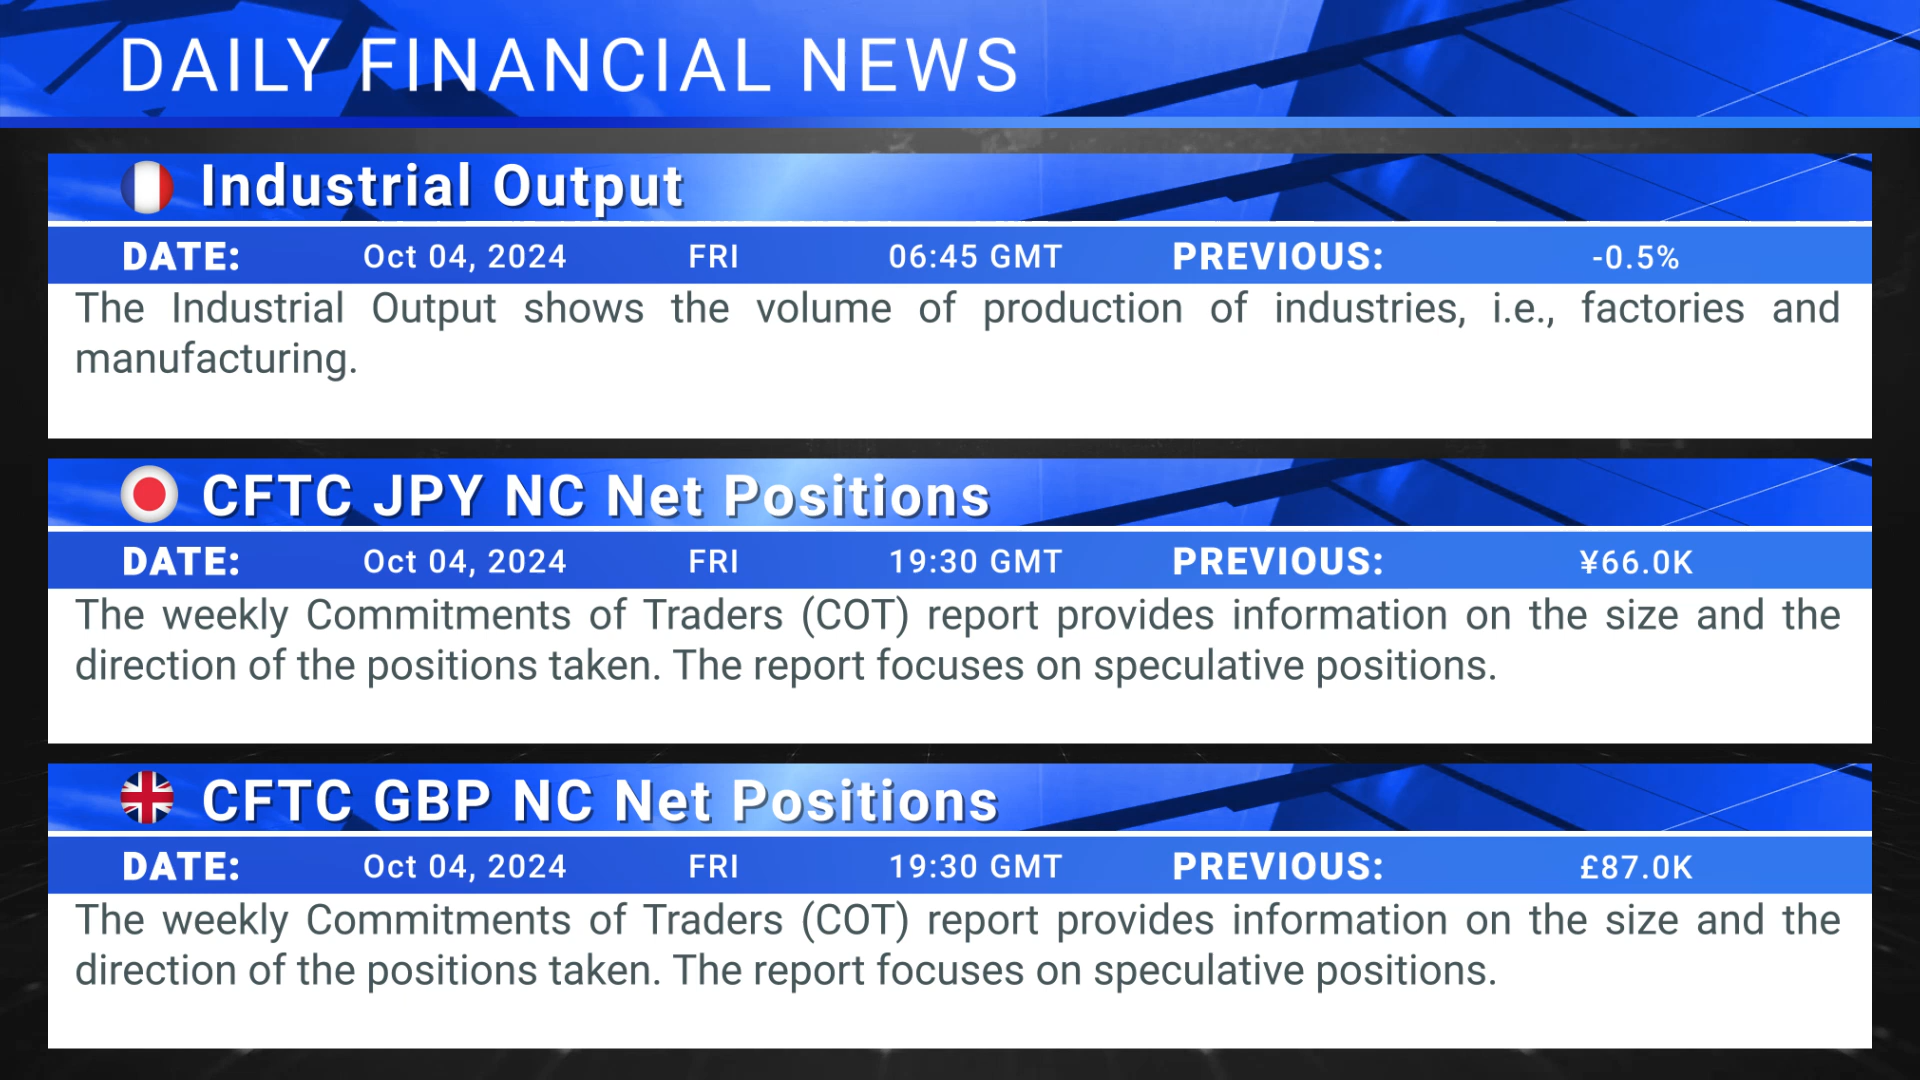 DAILY FINANCIAL NEWS
Industrial Output
DATE: Oct 04, 2024 FRI 06:45 GMT PREVIOUS: -0.5%
The Industrial Output shows the volume of production of industries, i.e., factories and
manufacturing.
CFTC JPY NC Net Positions
DATE: Oct 04, 2024 FRI 19:30 GMT PREVIOUS: ¥66.0K
The weekly Commitments of Traders (COT) report provides information on the size and the
direction of the positions taken. The report focuses on speculative positions.
CFTC GBP NC Net Positions
DATE: Oct 04, 2024 FRI 19:30 GMT PREVIOUS: £87.0K
The weekly Commitments of Traders (COT) report provides information on the size and the
direction of the positions taken. The report focuses on speculative positions.